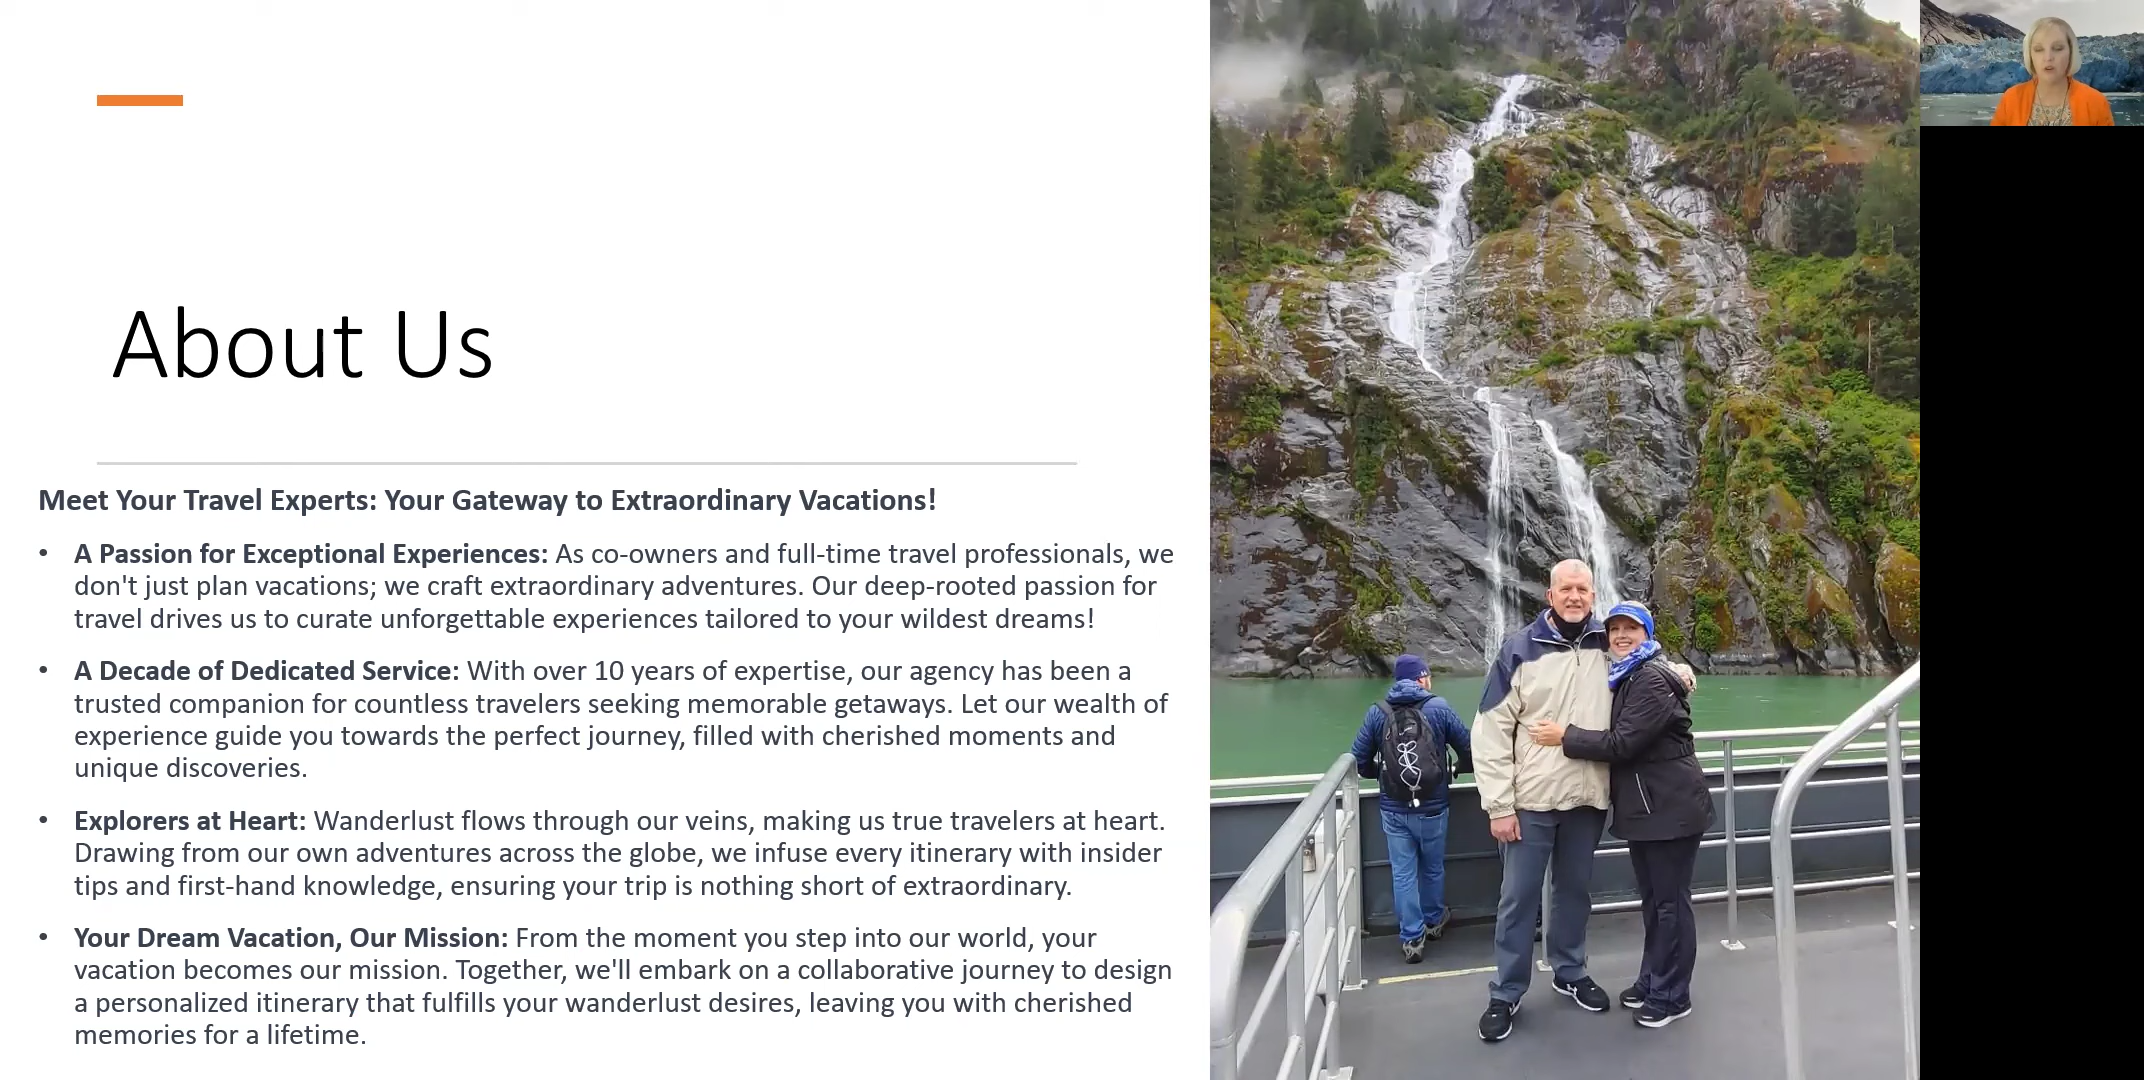 About Us
Meet Your Travel Experts: Your Gateway to Extraordinary Vacations!
• A Passion for Exceptional Experiences: As co-owners and full-time travel professionals, we
don't just plan vacations; we craft extraordinary adventures. Our deep-rooted passion for
travel drives us to curate unforgettable experiences tailored to your wildest dreams!
• A Decade of Dedicated Service: With over 10 years of expertise, our agency has been a
trusted companion for countless travelers seeking memorable getaways. Let our wealth of
experience guide you towards the perfect journey, filled with cherished moments and
unique discoveries.
• Explorers at Heart: Wanderlust flows through our veins, making us true travelers at heart.
Drawing from our own adventures across the globe, we infuse every itinerary with insider
tips and first-hand knowledge, ensuring your trip is nothing short of extraordinary.
• Your Dream Vacation, Our Mission: From the moment you step into our world, your
vacation becomes our mission. Together, we'll embark on a collaborative journey to design
a personalized itinerary that fulfills your wanderlust desires, leaving you with cherished
memories for a lifetime.